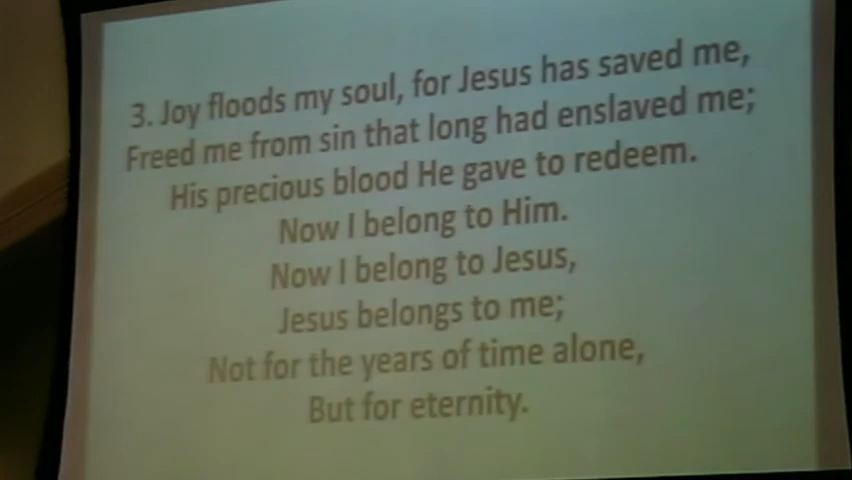 3. Joy floods my soul, for Jesus has saved me,
Freed me from sin that long had enslaved me;
His precious blood He gave to redeem.
Now I belong to Him.
Now I belong to Jesus,
Jesus belongs to me;
Not for the years of time alone,
But for eternity.